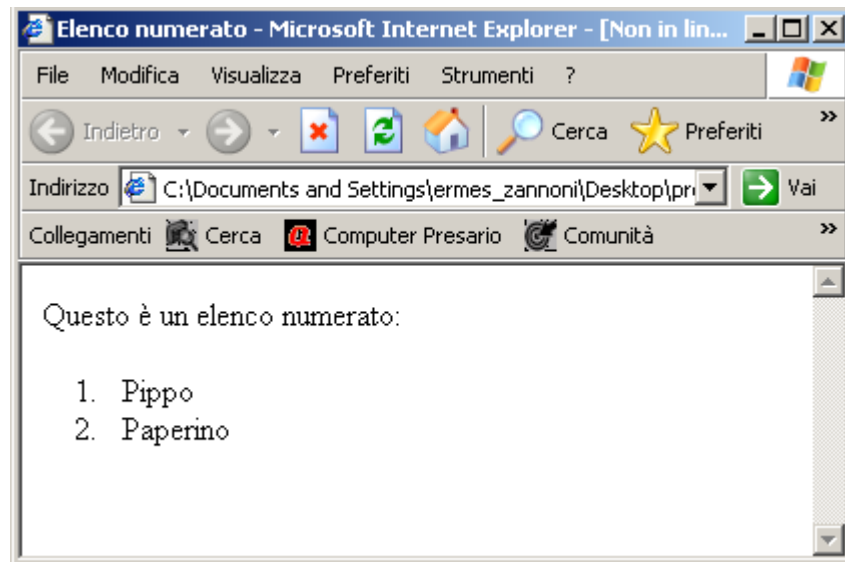 Elenco numerato - Microsoft Internet Explorer - [Non in lin...
File Modifica Visualizza Preferiti Strumenti ?
Indietro Cerca Preferiti »
Indirizzo C:\Documents and Settings\ermes_zannoni\Desktop\pr Vai
Collegamenti Cerca Computer Presario Comunità »
Questo è un elenco numerato:
1. Pippo
2. Paperino